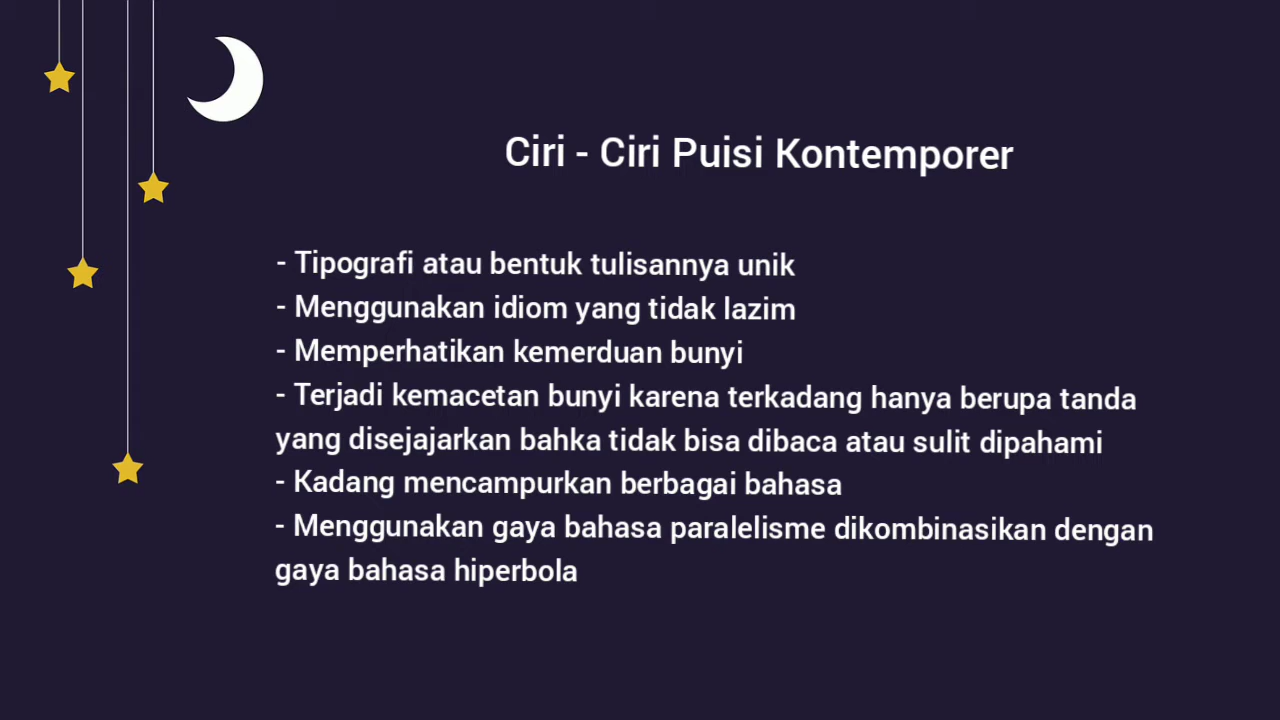 Ciri - Ciri Puisi Kontemporer
- Tipografi atau bentuk tulisannya unik
- Menggunakan idiom yang tidak lazim
- Memperhatikan kemerduan bunyi
- Terjadi kemacetan bunyi karena terkadang hanya berupa tanda
yang disejajarkan bahka tidak bisa dibaca atau sulit dipahami
- Kadang mencampurkan berbagai bahasa
- Menggunakan gaya bahasa paralelisme dikombinasikan dengan
gaya bahasa hiperbola